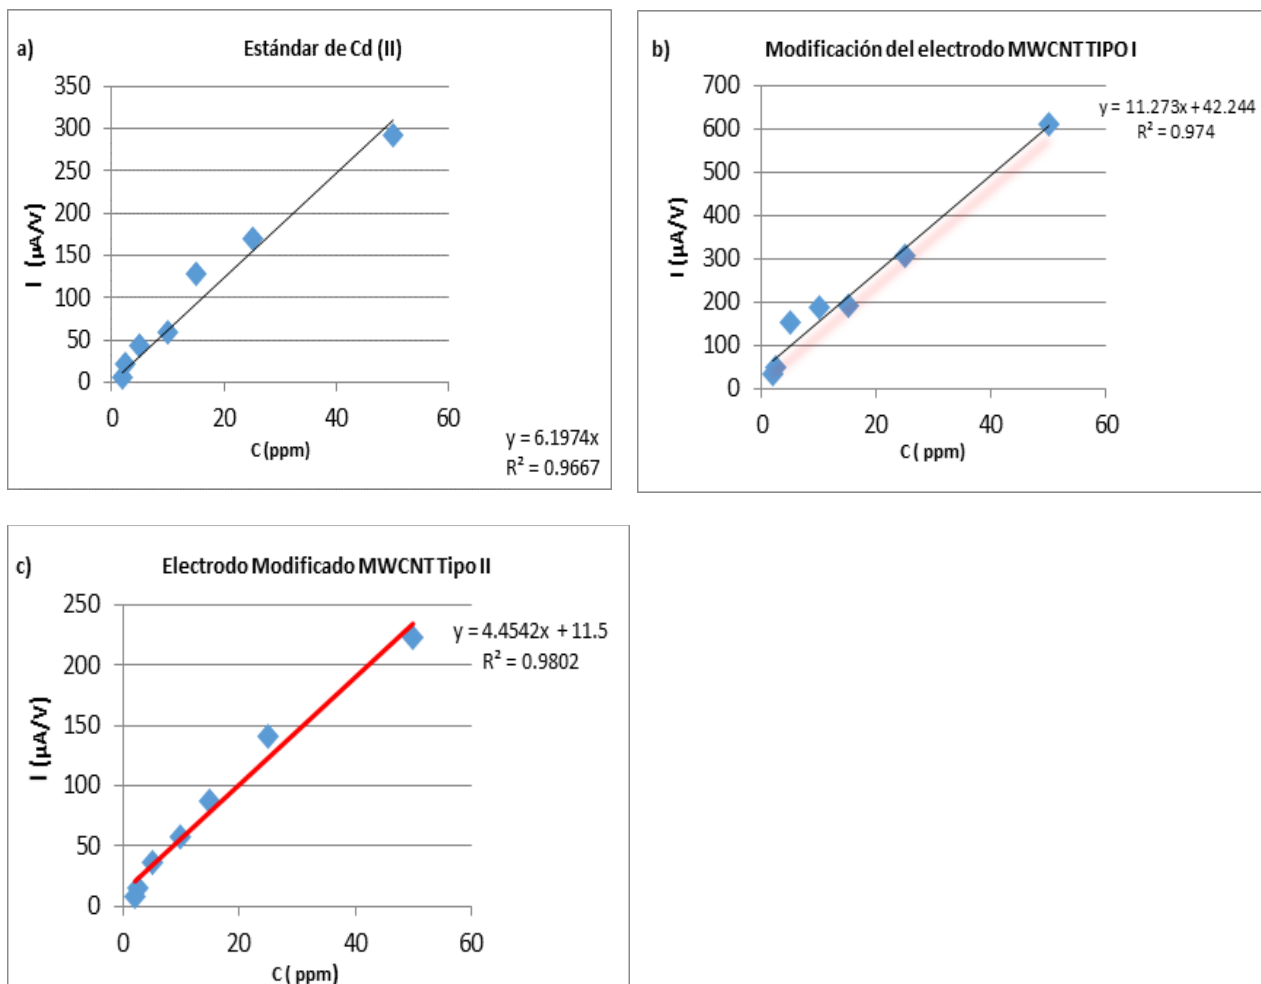 a)
Estándar de Cd (II)
350
300
250
200
150
100
50
0
I (µA/V)
0 20 40 60
C (ppm)
y = 6.1974x
R² = 0.9667
b)
Modificación del electrodo MWCNT TIPO I
700
600
500
400
300
200
100
0
I (µA/V)
0 20 40 60
C ( ppm)
y = 11.273x + 42.244
R² = 0.974
c)
Electrodo Modificado MWCNT Tipo II
250
200
150
100
50
0
I (µA/V)
0 20 40 60
C ( ppm)
y = 4.4542x + 11.5
R² = 0.9802